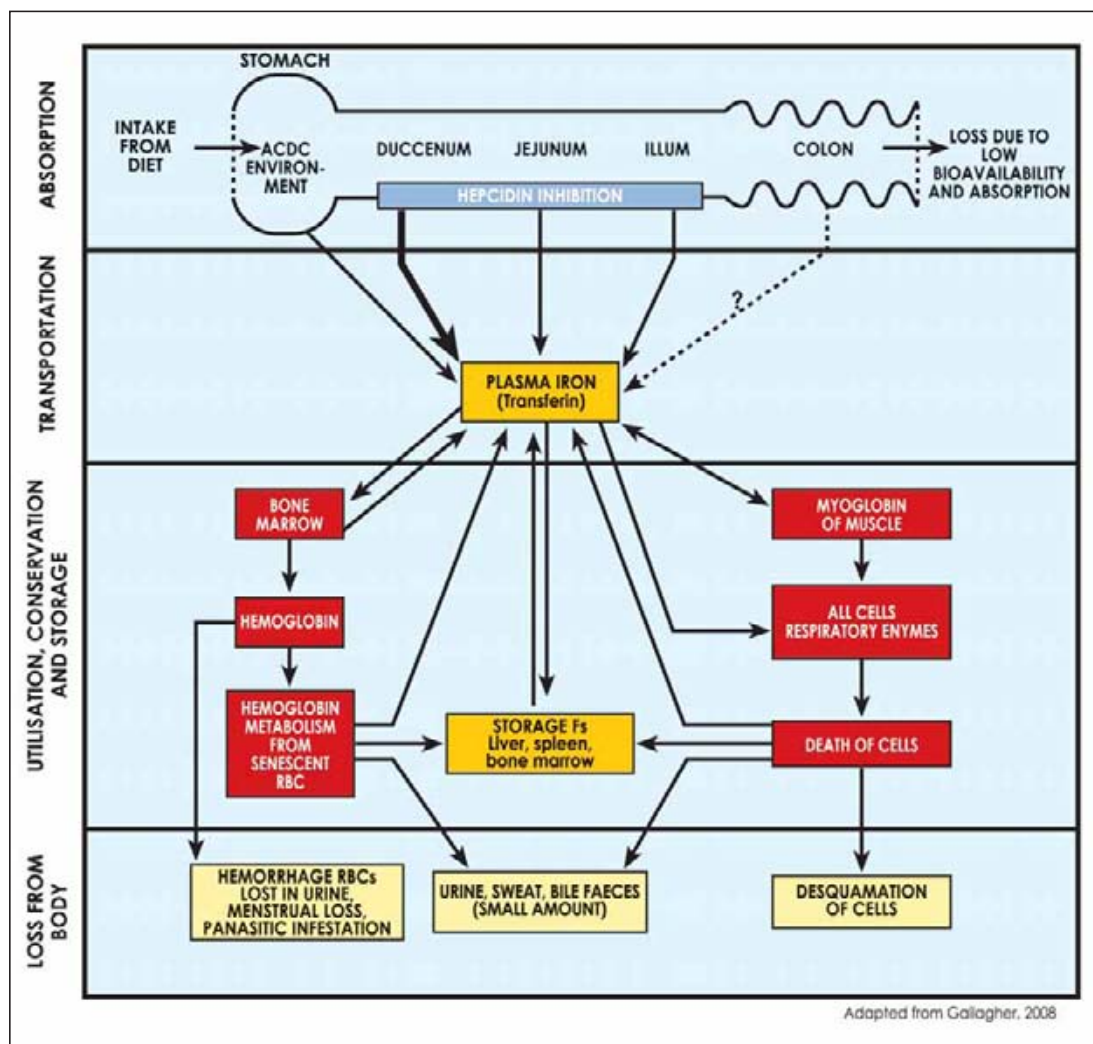 ABSORPTION
STOMACH
INTAKE
FROM
DIET
ACDC
ENVIRON-
MENT
DUCCENUM
JEJUNUM
ILLUM
COLON
LOSS DUE TO
LOW
BIOAVAILABILITY
AND ABSORPTION
HEPCIDIN INHIBITION
TRANSPORTATION
?
PLASMA IRON
(Transferin)
UTILISATION, CONSERVATION
AND STORAGE
BONE
MARROW
MYOGLOBIN
OF MUSCLE
HEMOGLOBIN
ALL CELLS
RESPIRATORY ENYMES
HEMOGLOBIN
METABOLISM
FROM
SENESCENT
RBC
STORAGE Fs
Liver, spleen,
bone marrow
DEATH OF CELLS
LOSS FROM
BODY
HEMORRHAGE RBCs
LOST IN URINE,
MENSTRUAL LOSS,
PANASITIC INFESTATION
URINE, SWEAT, BILE FAECES
(SMALL AMOUNT)
DESQUAMATION
OF CELLS
Adapted from Gallagher, 2008